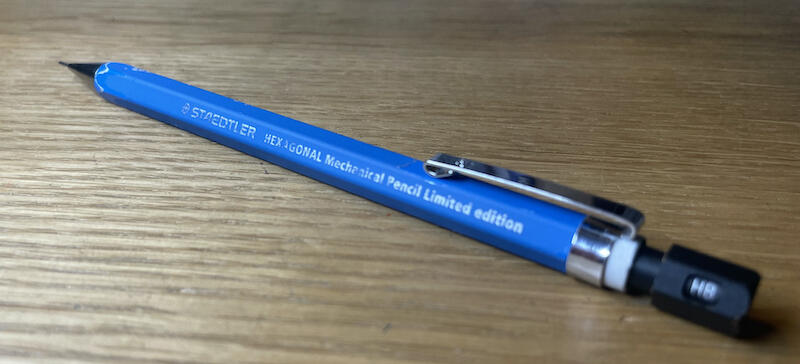 STAEDTLER HEXAGONAL Mechanical Pencil Limited edition
HB